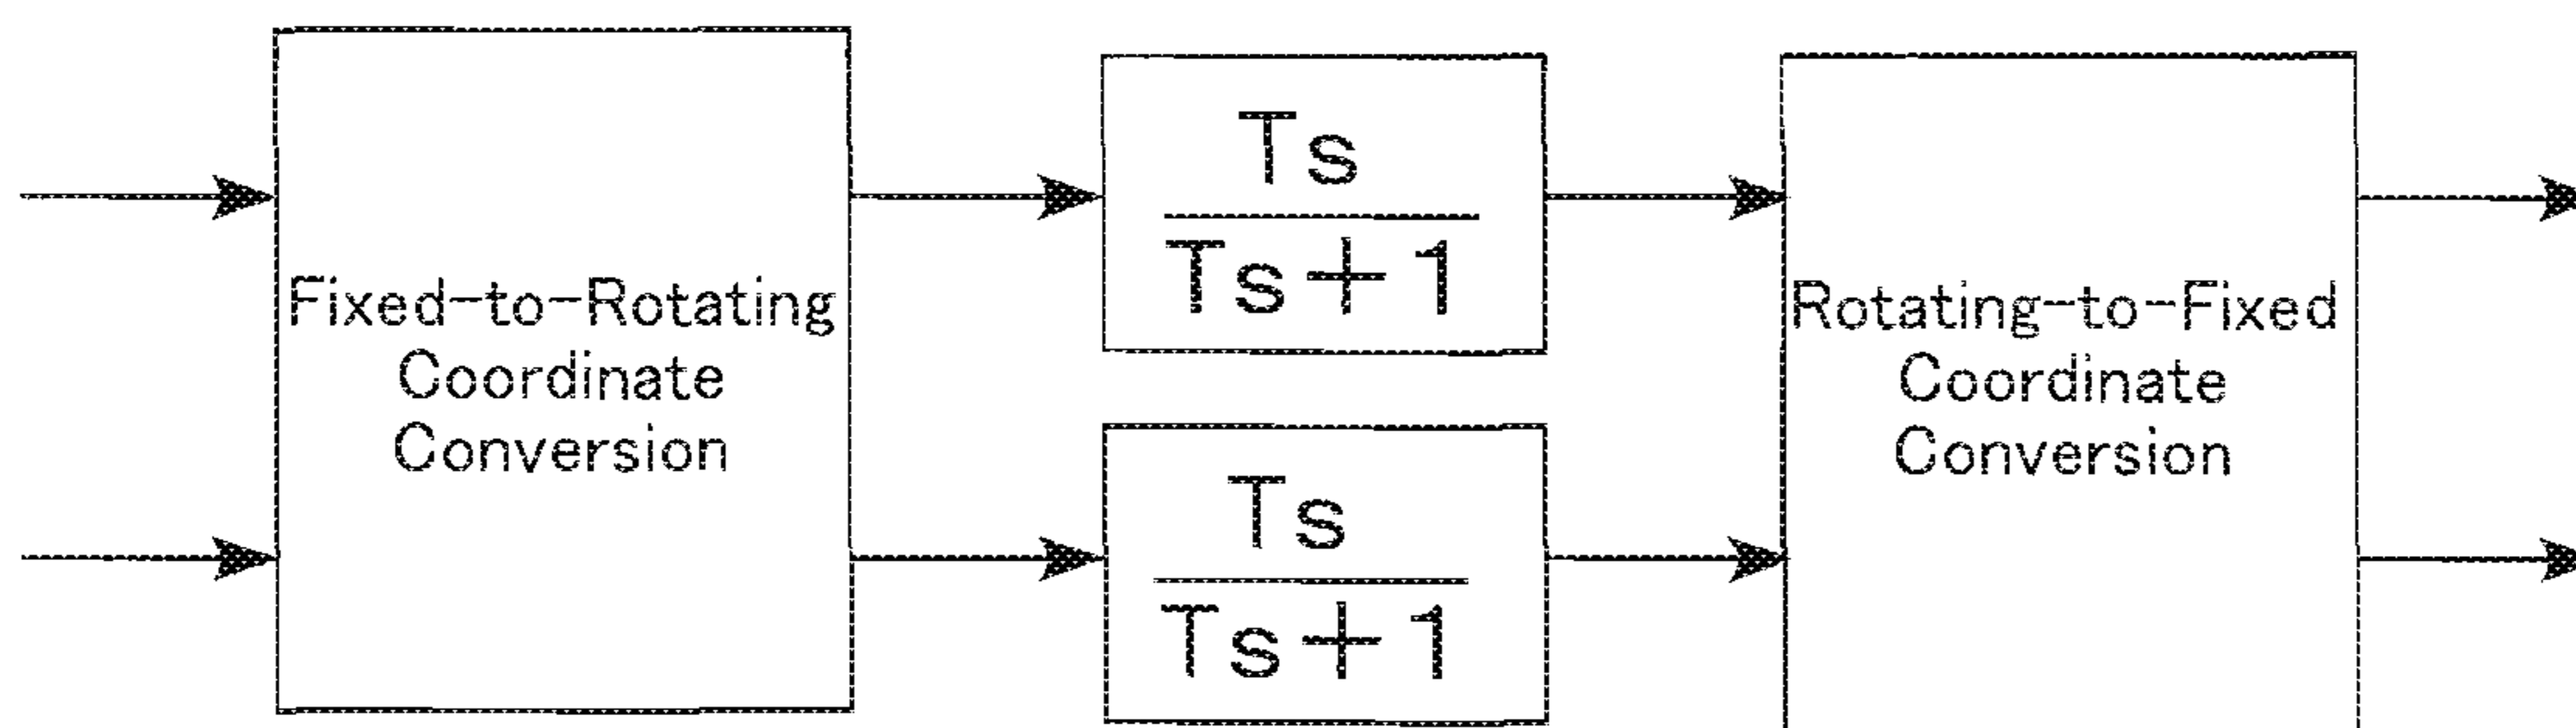 Fixed-to-Rotating
Coordinate
Conversion
Ts
Ts+1
Ts
Ts+1
Rotating-to-Fixed
Coordinate
Conversion